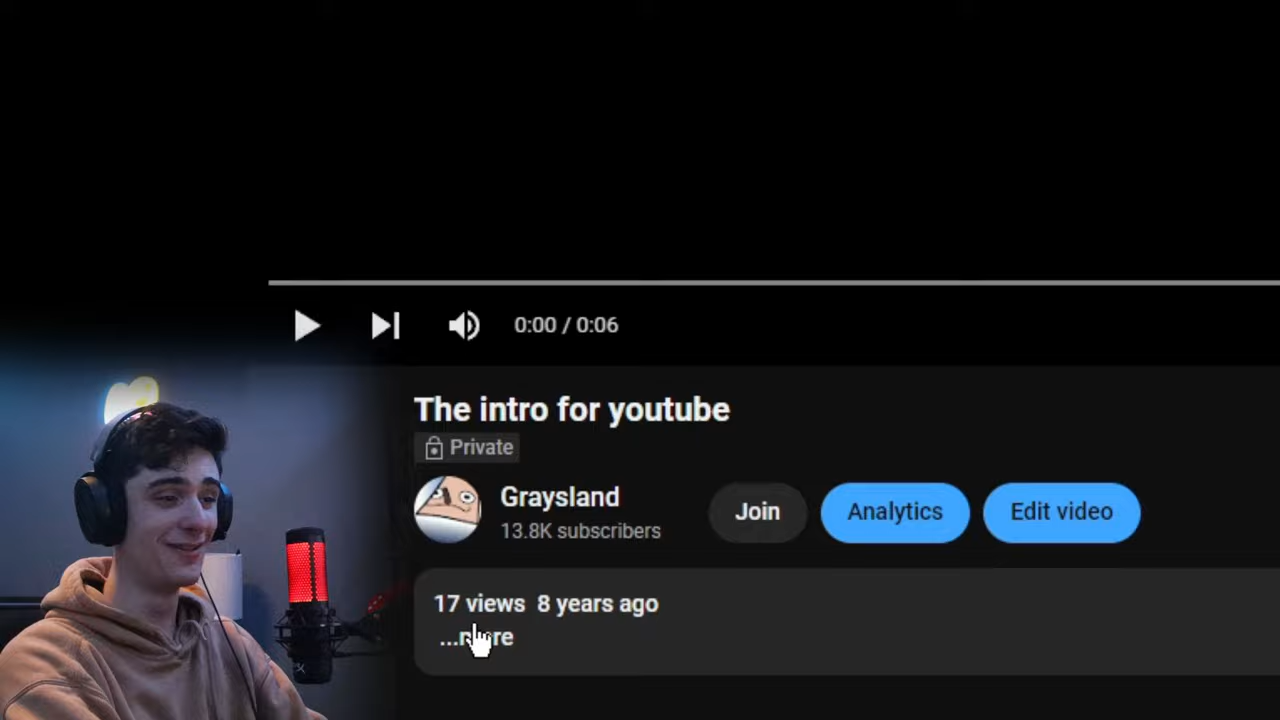 0:00 / 0:06
The intro for youtube
Private
Graysland
13.8K subscribers
Join
Analytics
Edit video
17 views 8 years ago
...more